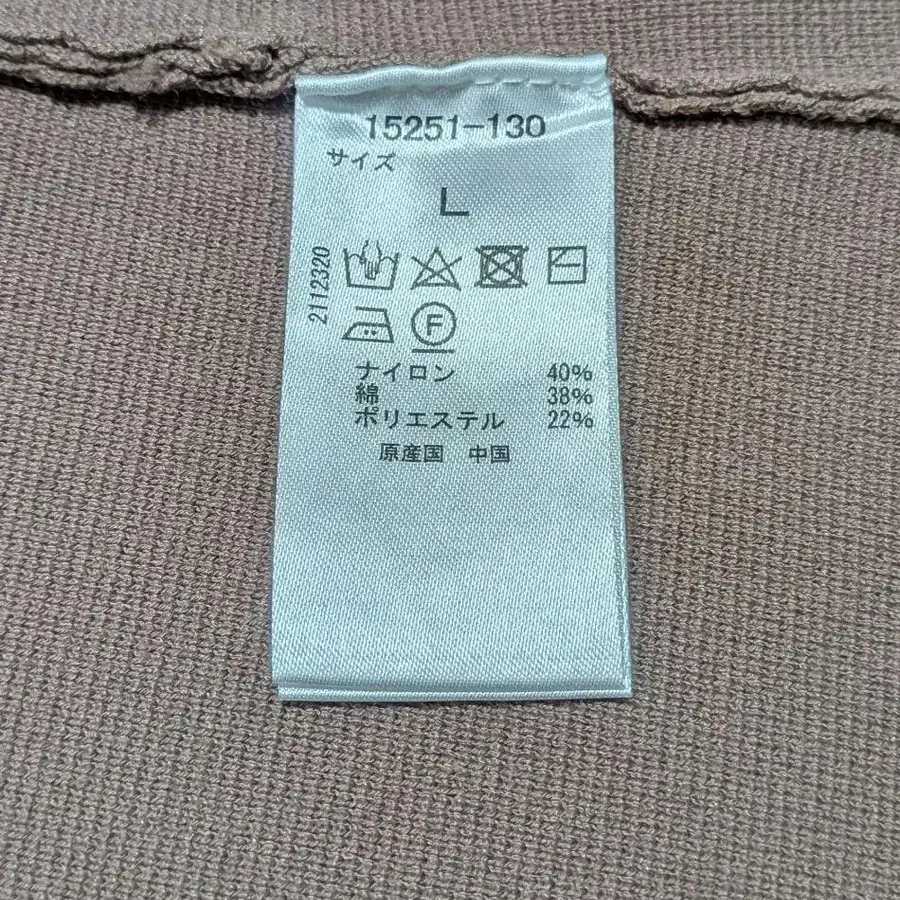 15251-130
サイズ
L
2112320
F
ナイロン 40%
綿 38%
ポリエステル 22%
原産国 中国